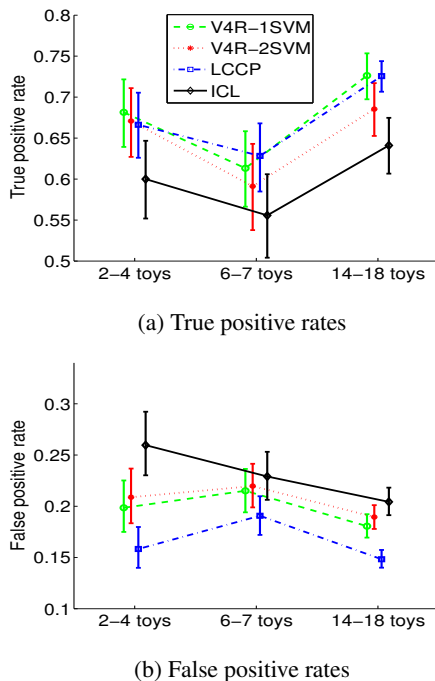 0.8
0.75
0.7
0.65
0.6
0.55
0.5
True positive rate
V4R−1SVM
V4R−2SVM
LCCP
ICL
2−4 toys 6−7 toys 14−18 toys
(a) True positive rates
0.3
0.25
0.2
0.15
0.1
False positive rate
2−4 toys 6−7 toys 14−18 toys
(b) False positive rates